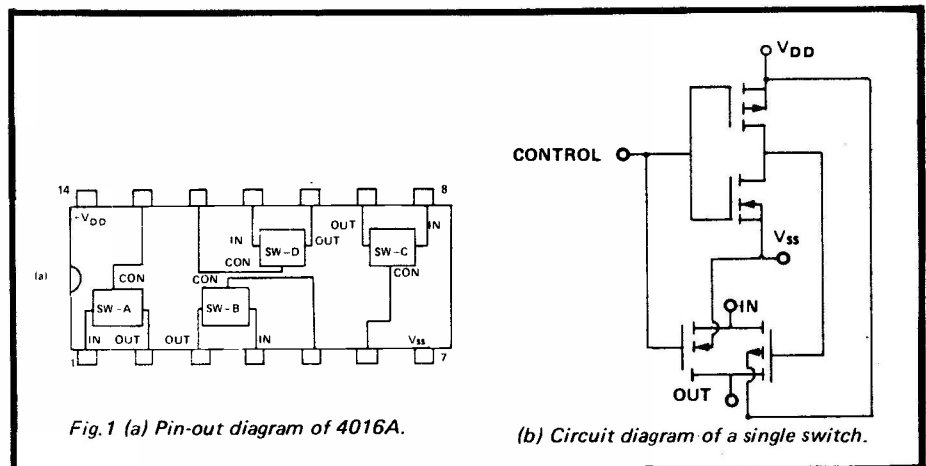 14
8
-V DD
IN
SW-D
OUT
CON
OUT
IN
SW-C
CON
(a)
CON
SW-A
IN
OUT
CON
SW-B
OUT
IN
Vss
1
7
Fig.1 (a) Pin-out diagram of 4016A.
VDD
CONTROL
Vss
IN
OUT
(b) Circuit diagram of a single switch.